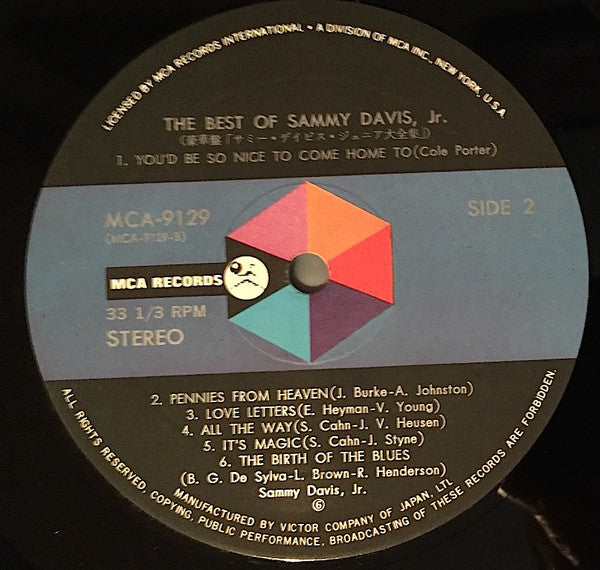 LICENSED BY MCA RECORDS INTERNATIONAL • A DIVISION OF MCA INC., NEW YORK, U.S.A.
THE BEST OF SAMMY DAVIS, Jr.
(豪華盤『サミー・デイビス・ジュニア大全集』)
1. YOU'D BE SO NICE TO COME HOME TO(Cole Porter)
MCA-9129
(MCA-9129-B)
SIDE 2
MCA RECORDS
33 1/3 RPM
STEREO
2. PENNIES FROM HEAVEN(J. Burke-A. Johnston)
3. LOVE LETTERS(E. Heyman-V. Young)
4. ALL THE WAY(S. Cahn-J. V. Heusen)
5. IT'S MAGIC(S. Cahn-J. Styne)
6. THE BIRTH OF THE BLUES
(B. G. De Sylva-L. Brown-R. Henderson)
Sammy Davis, Jr.
⑥
MANUFACTURED BY VICTOR COMPANY OF JAPAN, LTD.
ALL RIGHTS RESERVED, COPYING, PUBLIC PERFORMANCE, BROADCASTING OF THESE RECORDS ARE FORBIDDEN.